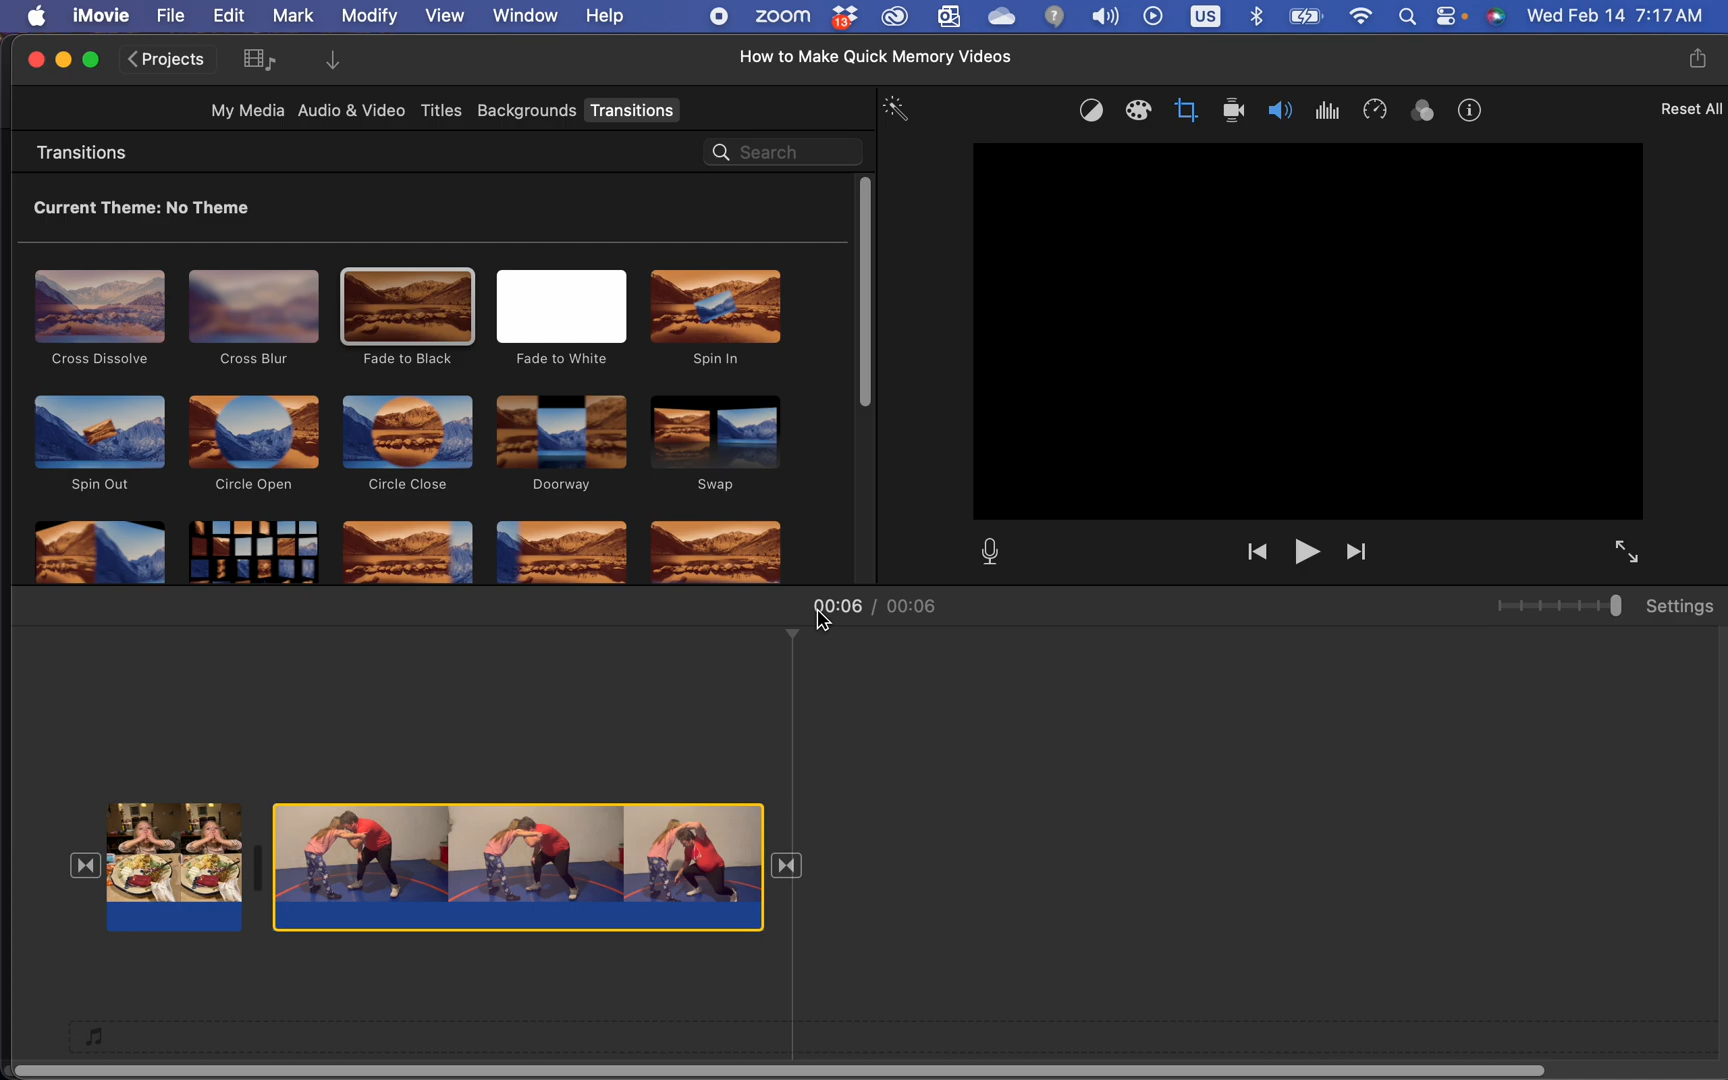 iMovie File Edit Mark Modify View Window Help zoom 13 US Wed Feb 14 7:17 AM
Projects How to Make Quick Memory Videos
My Media Audio & Video Titles Backgrounds Transitions Reset All
Transitions Search
Current Theme: No Theme
Cross Dissolve Cross Blur Fade to Black Fade to White Spin In
Spin Out Circle Open Circle Close Doorway Swap
00:06 / 00:06 Settings